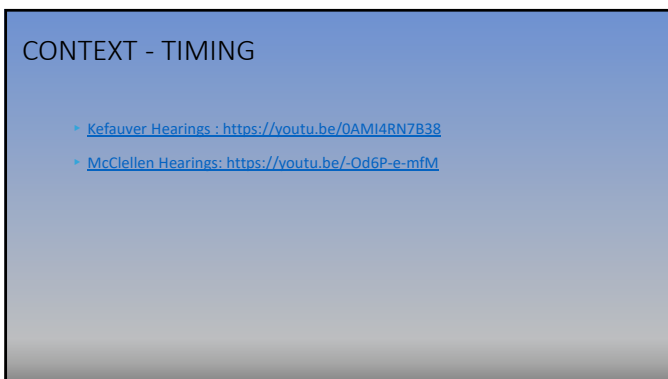 CONTEXT - TIMING
Kefauver Hearings : https://youtu.be/0AMI4RN7B38
McClellen Hearings: https://youtu.be/-Od6P-e-mfM